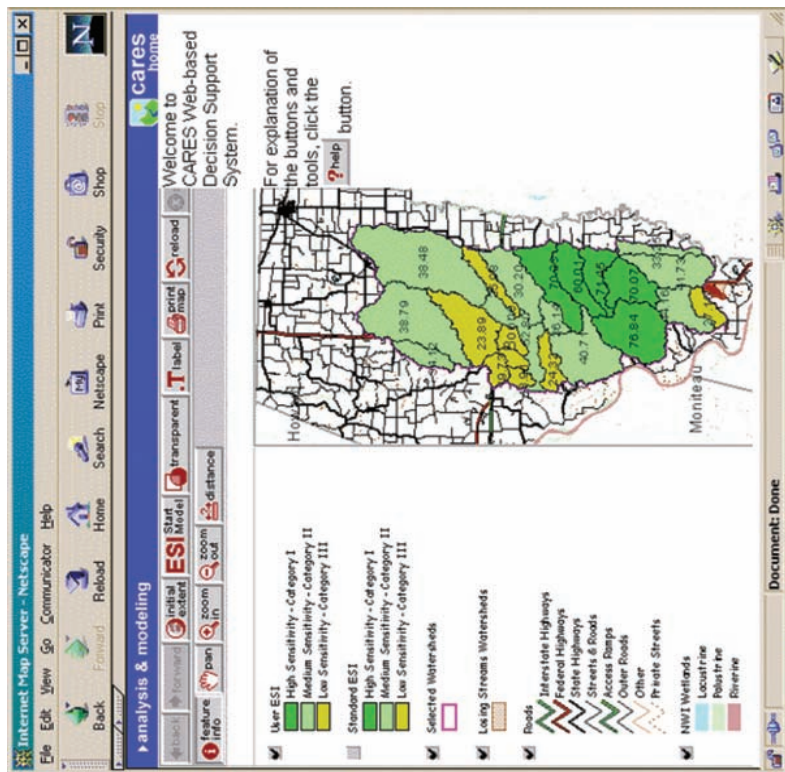 Internet Map Server - Netscape
File Edit View Go Communicator Help
Back Forward Reload Home Search Netscape Print Security Shop Stop
analysis & modeling
cares
home
back forward initial extent ESI Start Model transparent T label print map reload
feature info pan zoom in zoom out distance
Welcome to
CARES Web-based
Decision Support
System.
For explanation of
the buttons and
tools, click the
? help button.
User ESI
High Sensitivity - Category I
Medium Sensitivity - Category II
Low Sensitivity - Category III
Standard ESI
High Sensitivity - Category I
Medium Sensitivity - Category II
Low Sensitivity - Category III
Selected Watersheds
Losing Streams Watersheds
Roads
Interstate Highways
Federal Highways
State Highways
Streets & Roads
Access Ramps
Outer Roads
Other
Private Streets
NWI Wetlands
Lacustrine
Palustrine
Riverine
38.79
38.48
23.89
30.20
60.01
71.45
70.07
76.84
Moniteau
Document: Done